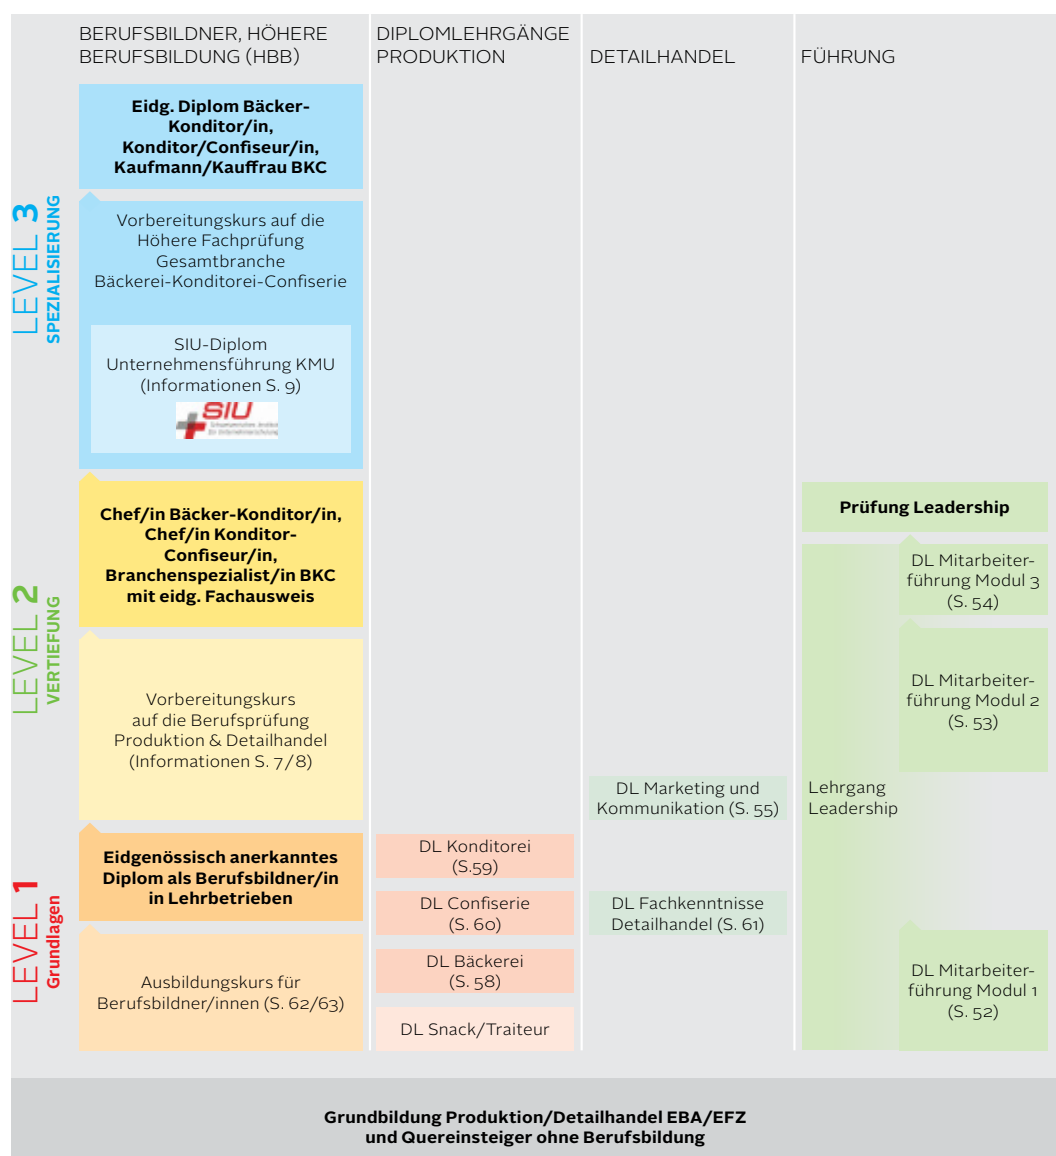 BERUFSBILDNER, HÖHERE
BERUFSBILDUNG (HBB)
DIPLOMLEHRGÄNGE
PRODUKTION
DETAILHANDEL
FÜHRUNG
LEVEL 3
SPEZIALISIERUNG
Eidg. Diplom Bäcker-
Konditor/in,
Konditor/Confiseur/in,
Kaufmann/Kauffrau BKC
Vorbereitungskurs auf die
Höhere Fachprüfung
Gesamtbranche
Bäckerei-Konditorei-Confiserie
SIU-Diplom
Unternehmensführung KMU
(Informationen S. 9)
SIU
LEVEL 2
VERTIEFUNG
Chef/in Bäcker-Konditor/in,
Chef/in Konditor-
Confiseur/in,
Branchenspezialist/in BKC
mit eidg. Fachausweis
Vorbereitungskurs
auf die Berufsprüfung
Produktion & Detailhandel
(Informationen S. 7/8)
DL Marketing und
Kommunikation (S. 55)
Prüfung Leadership
DL Mitarbeiter-
führung Modul 3
(S. 54)
DL Mitarbeiter-
führung Modul 2
(S. 53)
Lehrgang
Leadership
LEVEL 1
Grundlagen
Eidgenössisch anerkanntes
Diplom als Berufsbildner/in
in Lehrbetrieben
Ausbildungskurs für
Berufsbildner/innen (S. 62/63)
DL Konditorei
(S.59)
DL Confiserie
(S. 60)
DL Bäckerei
(S. 58)
DL Snack/Traiteur
DL Fachkenntnisse
Detailhandel (S. 61)
DL Mitarbeiter-
führung Modul 1
(S. 52)
Grundbildung Produktion/Detailhandel EBA/EFZ
und Quereinsteiger ohne Berufsbildung